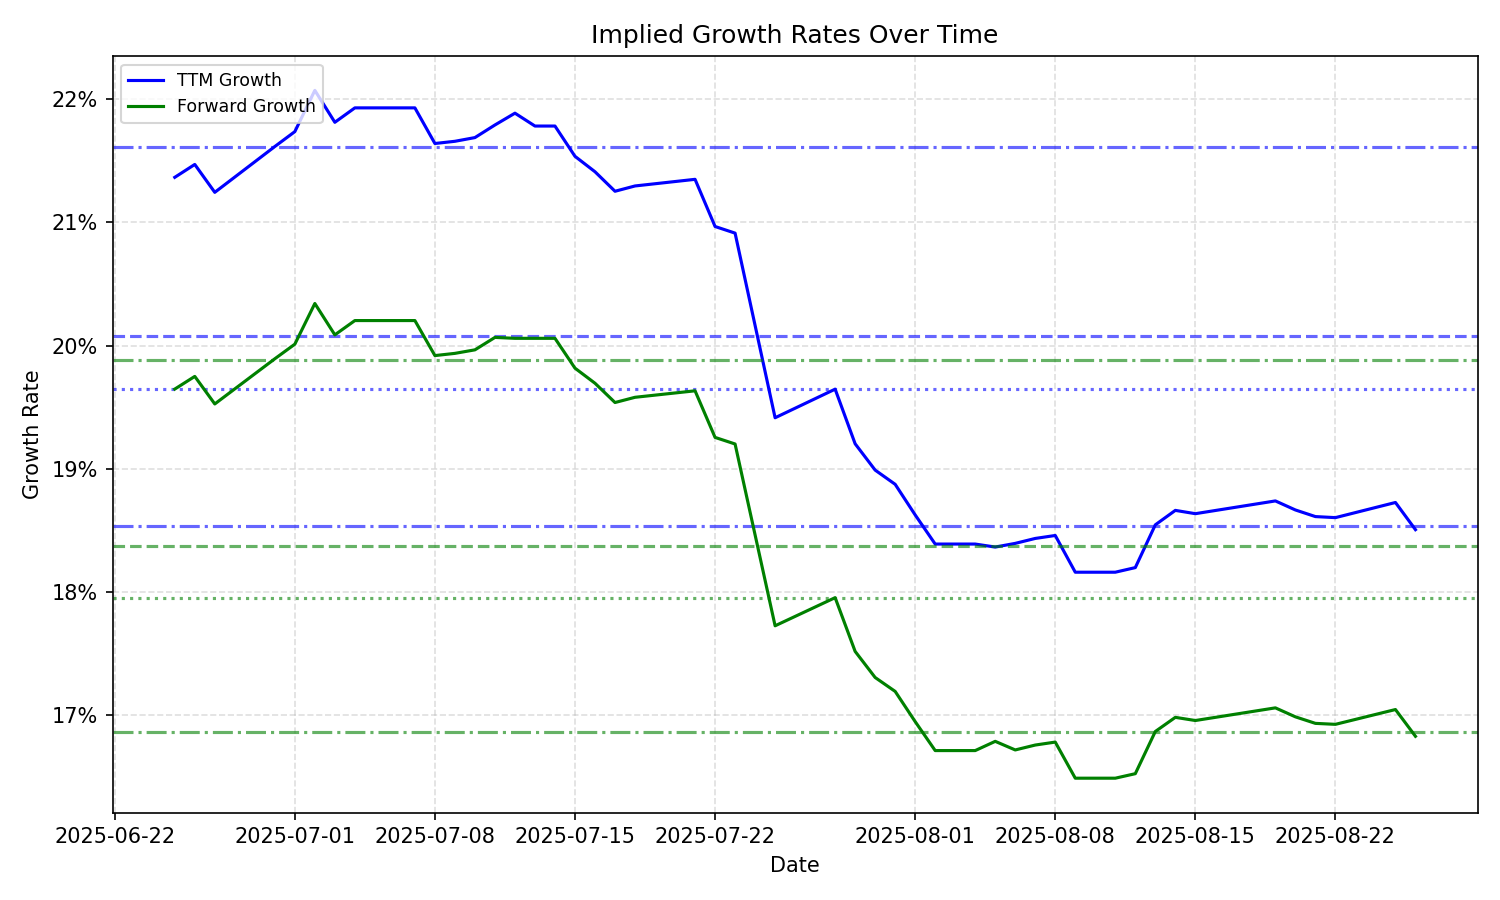 Implied Growth Rates Over Time
TTM Growth
Forward Growth
22%
21%
20%
19%
18%
17%
Growth Rate
2025-06-22 2025-07-01 2025-07-08 2025-07-15 2025-07-22 2025-08-01 2025-08-08 2025-08-15 2025-08-22
Date